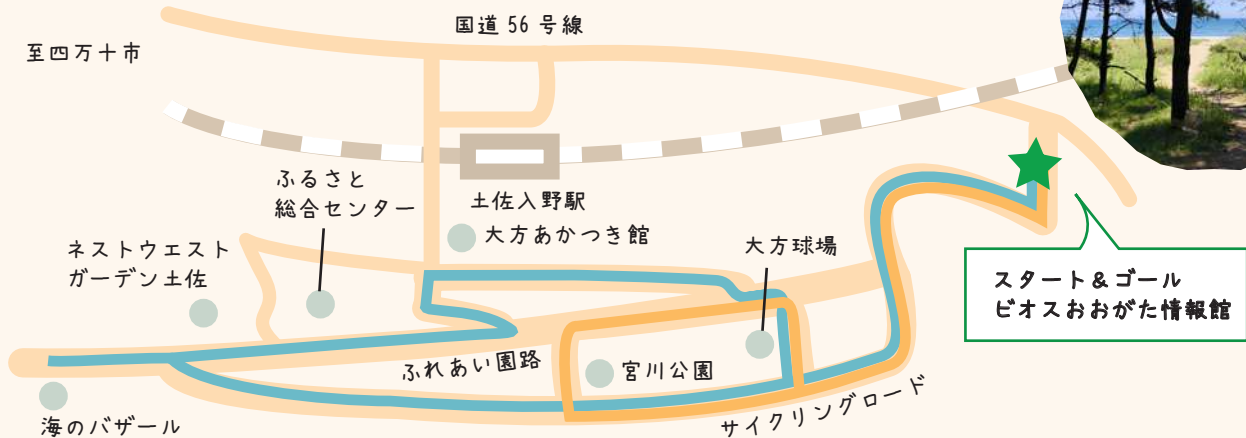 国道 56 号線
至四万十市
ふるさと
総合センター
土佐入野駅
大方あかつき館
大方球場
ネストウエスト
ガーデン土佐
スタート＆ゴール
ビオスおおがた情報館
ふれあい園路
宮川公園
サイクリングロード
海のバザール